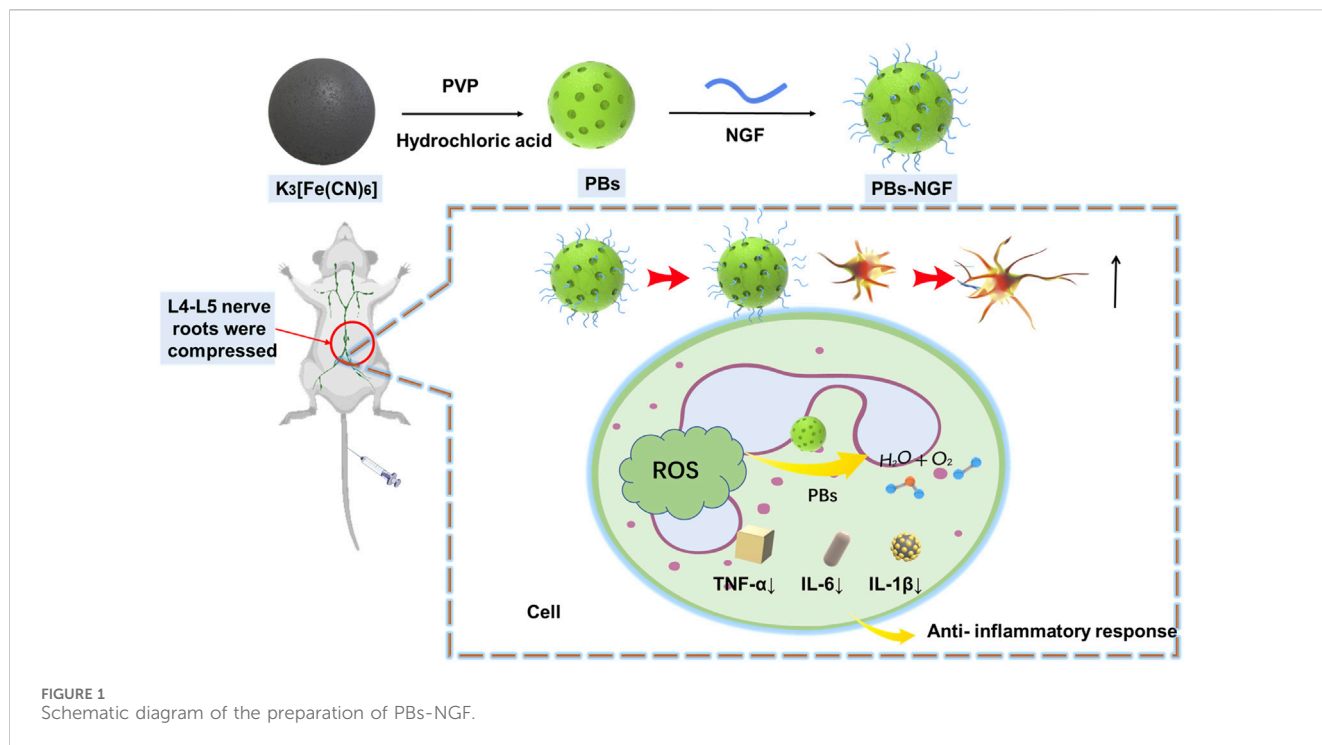 PVP
Hydrochloric acid
NGF
K3[Fe(CN)6]
PBs
PBs-NGF
L4-L5 nerve
roots were
compressed
ROS
H2O + O2
PBs
TNF-α↓ IL-6↓ IL-1β↓
Cell
Anti- inflammatory response
FIGURE 1
Schematic diagram of the preparation of PBs-NGF.